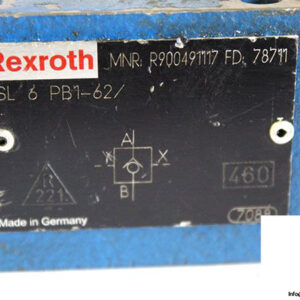 Rexroth
MNR: R900491117 FD: 78711
SL 6 PB1-62/
A
X
B
221
460
7088
Made in Germany